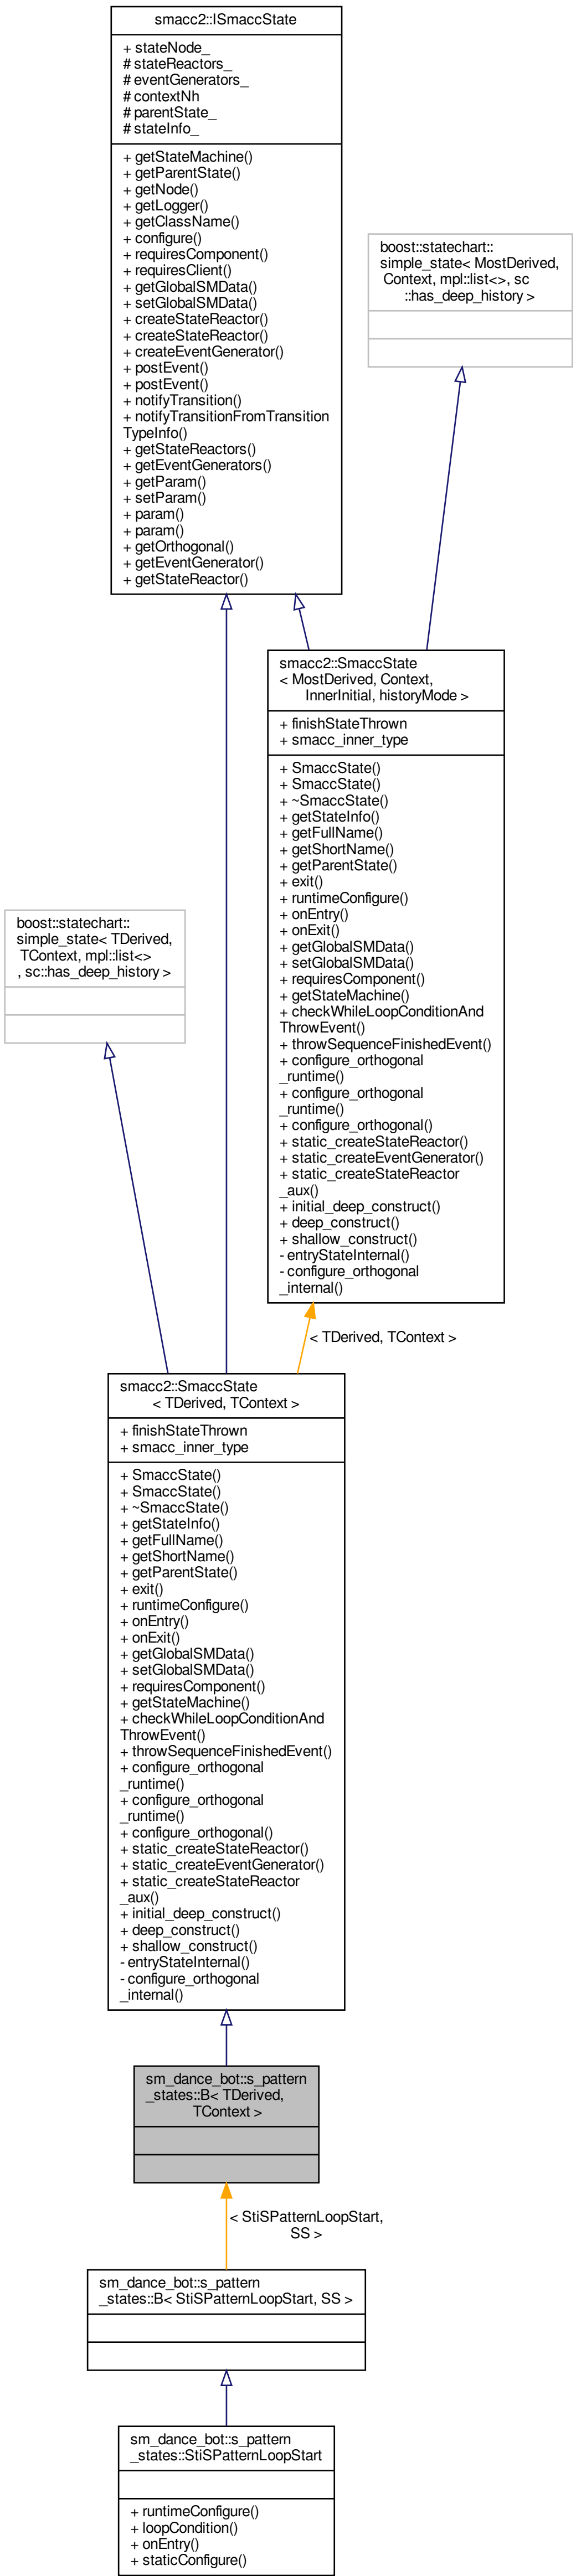 smacc2::ISmaccState
+ stateNode_
# stateReactors_
# eventGenerators_
# contextNh
# parentState_
# stateInfo_
+ getStateMachine()
+ getParentState()
+ getNode()
+ getLogger()
+ getClassName()
+ configure()
+ requiresComponent()
+ requiresClient()
+ getGlobalSMData()
+ setGlobalSMData()
+ createStateReactor()
+ createStateReactor()
+ createEventGenerator()
+ postEvent()
+ postEvent()
+ notifyTransition()
+ notifyTransitionFromTransition
TypeInfo()
+ getStateReactors()
+ getEventGenerators()
+ getParam()
+ setParam()
+ param()
+ param()
+ getOrthogonal()
+ getEventGenerator()
+ getStateReactor()
boost::statechart::
simple_state< MostDerived,
Context, mpl::list<>, sc
::has_deep_history >
smacc2::SmaccState
< MostDerived, Context,
InnerInitial, historyMode >
+ finishStateThrown
+ smacc_inner_type
+ SmaccState()
+ SmaccState()
+ ~SmaccState()
+ getStateInfo()
+ getFullName()
+ getShortName()
+ getParentState()
+ exit()
+ runtimeConfigure()
+ onEntry()
+ onExit()
+ getGlobalSMData()
+ setGlobalSMData()
+ requiresComponent()
+ getStateMachine()
+ checkWhileLoopConditionAnd
ThrowEvent()
+ throwSequenceFinishedEvent()
+ configure_orthogonal
_runtime()
+ configure_orthogonal
_runtime()
+ configure_orthogonal()
+ static_createStateReactor()
+ static_createEventGenerator()
+ static_createStateReactor
_aux()
+ initial_deep_construct()
+ deep_construct()
+ shallow_construct()
- entryStateInternal()
- configure_orthogonal
_internal()
boost::statechart::
simple_state< TDerived,
TContext, mpl::list<>
, sc::has_deep_history >
< TDerived, TContext >
smacc2::SmaccState
< TDerived, TContext >
+ finishStateThrown
+ smacc_inner_type
+ SmaccState()
+ SmaccState()
+ ~SmaccState()
+ getStateInfo()
+ getFullName()
+ getShortName()
+ getParentState()
+ exit()
+ runtimeConfigure()
+ onEntry()
+ onExit()
+ getGlobalSMData()
+ setGlobalSMData()
+ requiresComponent()
+ getStateMachine()
+ checkWhileLoopConditionAnd
ThrowEvent()
+ throwSequenceFinishedEvent()
+ configure_orthogonal
_runtime()
+ configure_orthogonal
_runtime()
+ configure_orthogonal()
+ static_createStateReactor()
+ static_createEventGenerator()
+ static_createStateReactor
_aux()
+ initial_deep_construct()
+ deep_construct()
+ shallow_construct()
- entryStateInternal()
- configure_orthogonal
_internal()
sm_dance_bot::s_pattern
_states::B< TDerived,
TContext >
< StiSPatternLoopStart,
SS >
sm_dance_bot::s_pattern
_states::B< StiSPatternLoopStart, SS >
sm_dance_bot::s_pattern
_states::StiSPatternLoopStart
+ runtimeConfigure()
+ loopCondition()
+ onEntry()
+ staticConfigure()